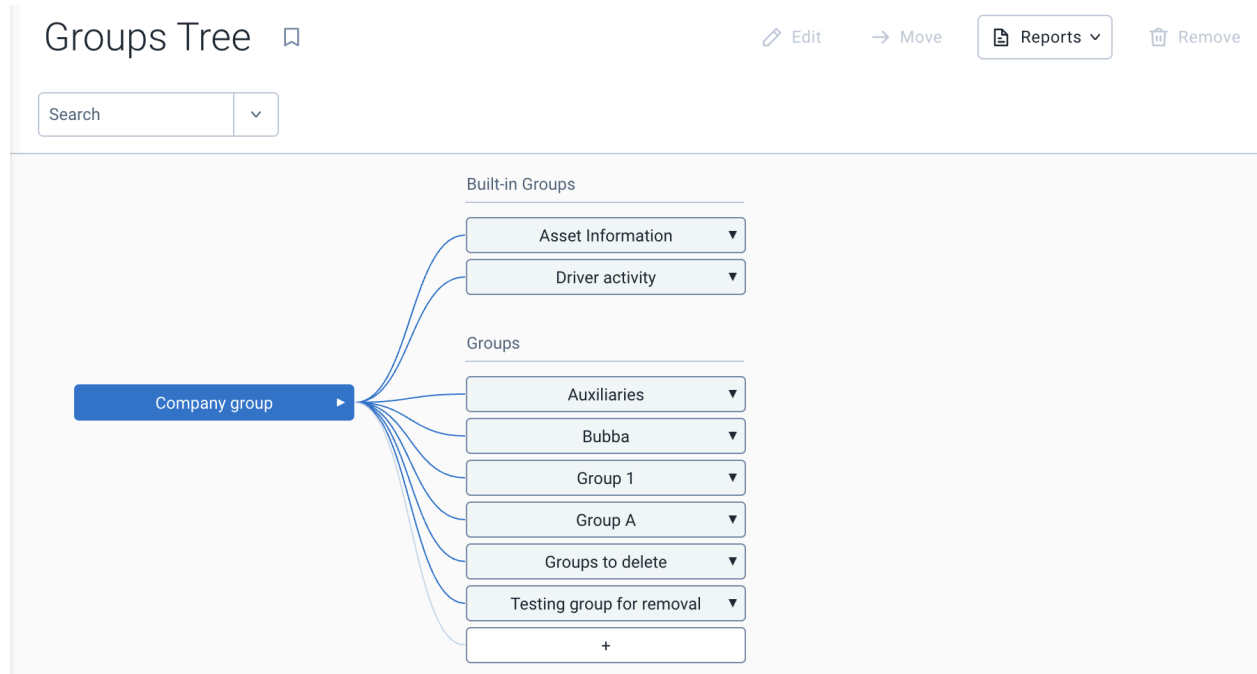 Groups Tree
Edit
Move
Reports
Remove
Search
Built-in Groups
Asset Information
Driver activity
Groups
Company group
Auxiliaries
Bubba
Group 1
Group A
Groups to delete
Testing group for removal
+